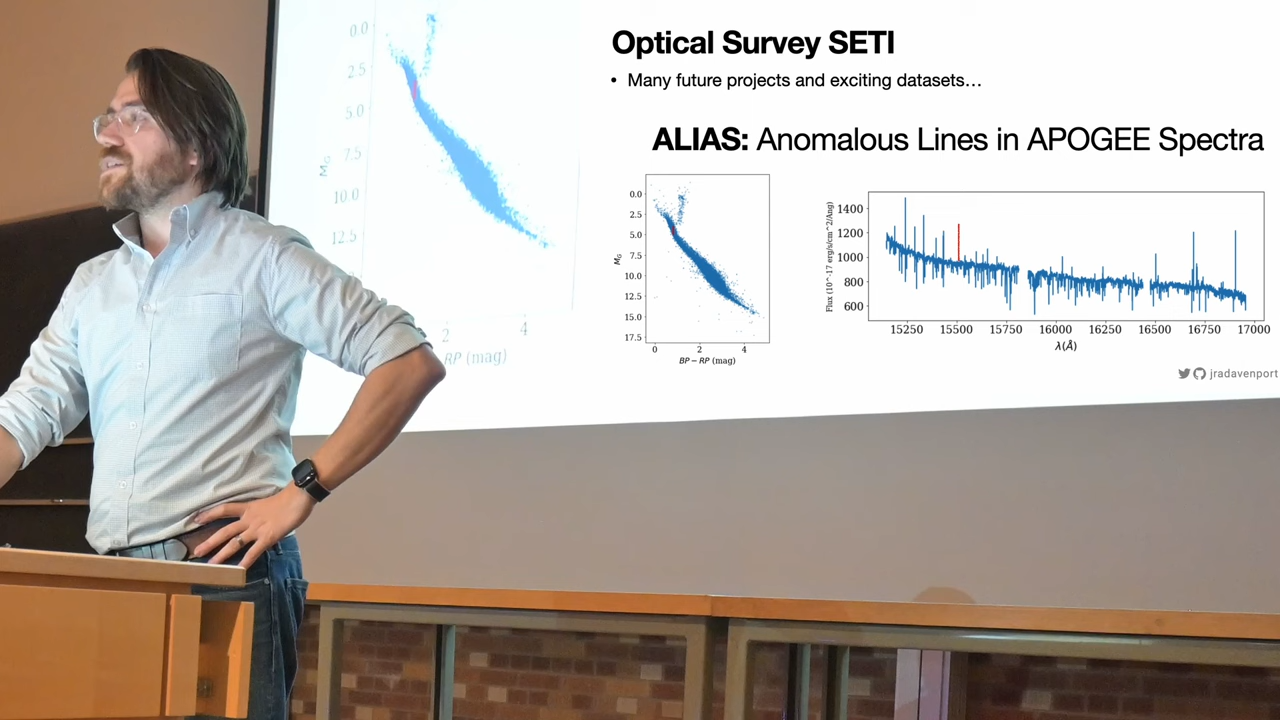 Optical Survey SETI
• Many future projects and exciting datasets…
ALIAS: Anomalous Lines in APOGEE Spectra
0.0
2.5
5.0
7.5
10.0
12.5
M_G
2
4
RP (mag)
0.0
2.5
5.0
7.5
10.0
12.5
15.0
17.5
M_G
0 2 4
BP − RP (mag)
1400
1200
1000
800
600
Flux (10^-17 erg/s/cm^2/Ang)
15250 15500 15750 16000 16250 16500 16750 17000
λ(Å)
jradavenport